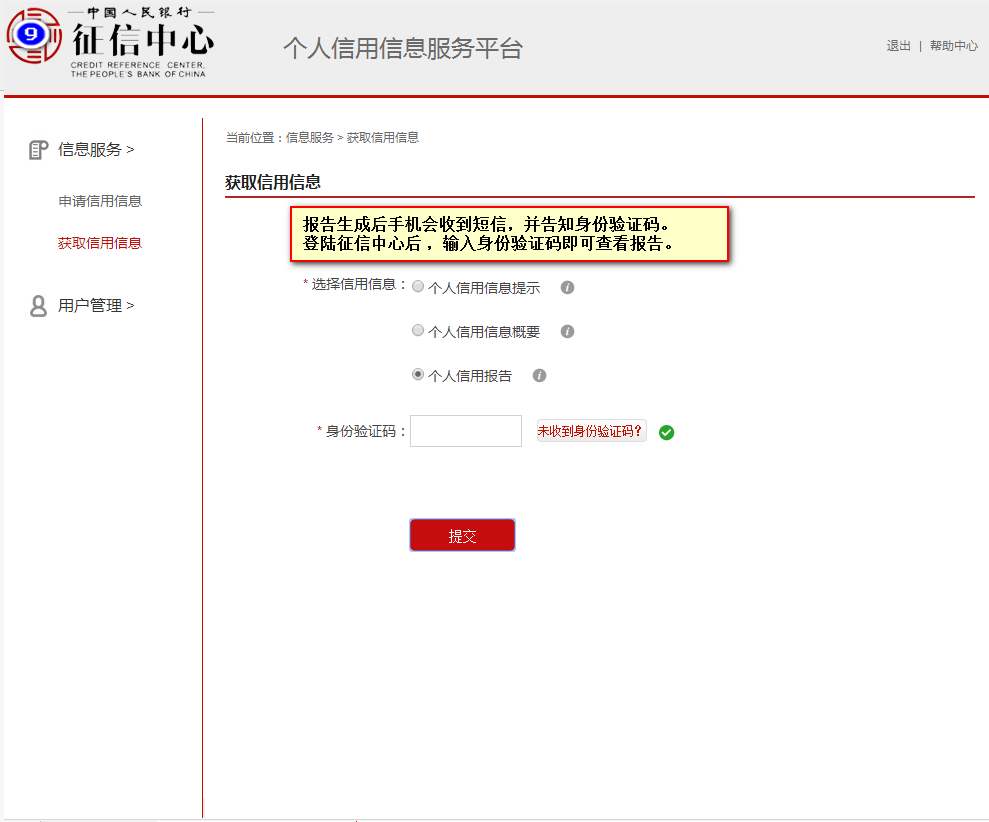 中国人民银行
征信中心
CREDIT REFERENCE CENTER,
THE PEOPLE'S BANK OF CHINA
9
个人信用信息服务平台
退出 | 帮助中心
信息服务 >
申请信用信息
获取信用信息
用户管理 >
当前位置：信息服务 > 获取信用信息
获取信用信息
报告生成后手机会收到短信，并告知身份验证码。
登陆征信中心后，输入身份验证码即可查看报告。
* 选择信用信息：
个人信用信息提示
个人信用信息概要
个人信用报告
* 身份验证码：
未收到身份验证码？
提交